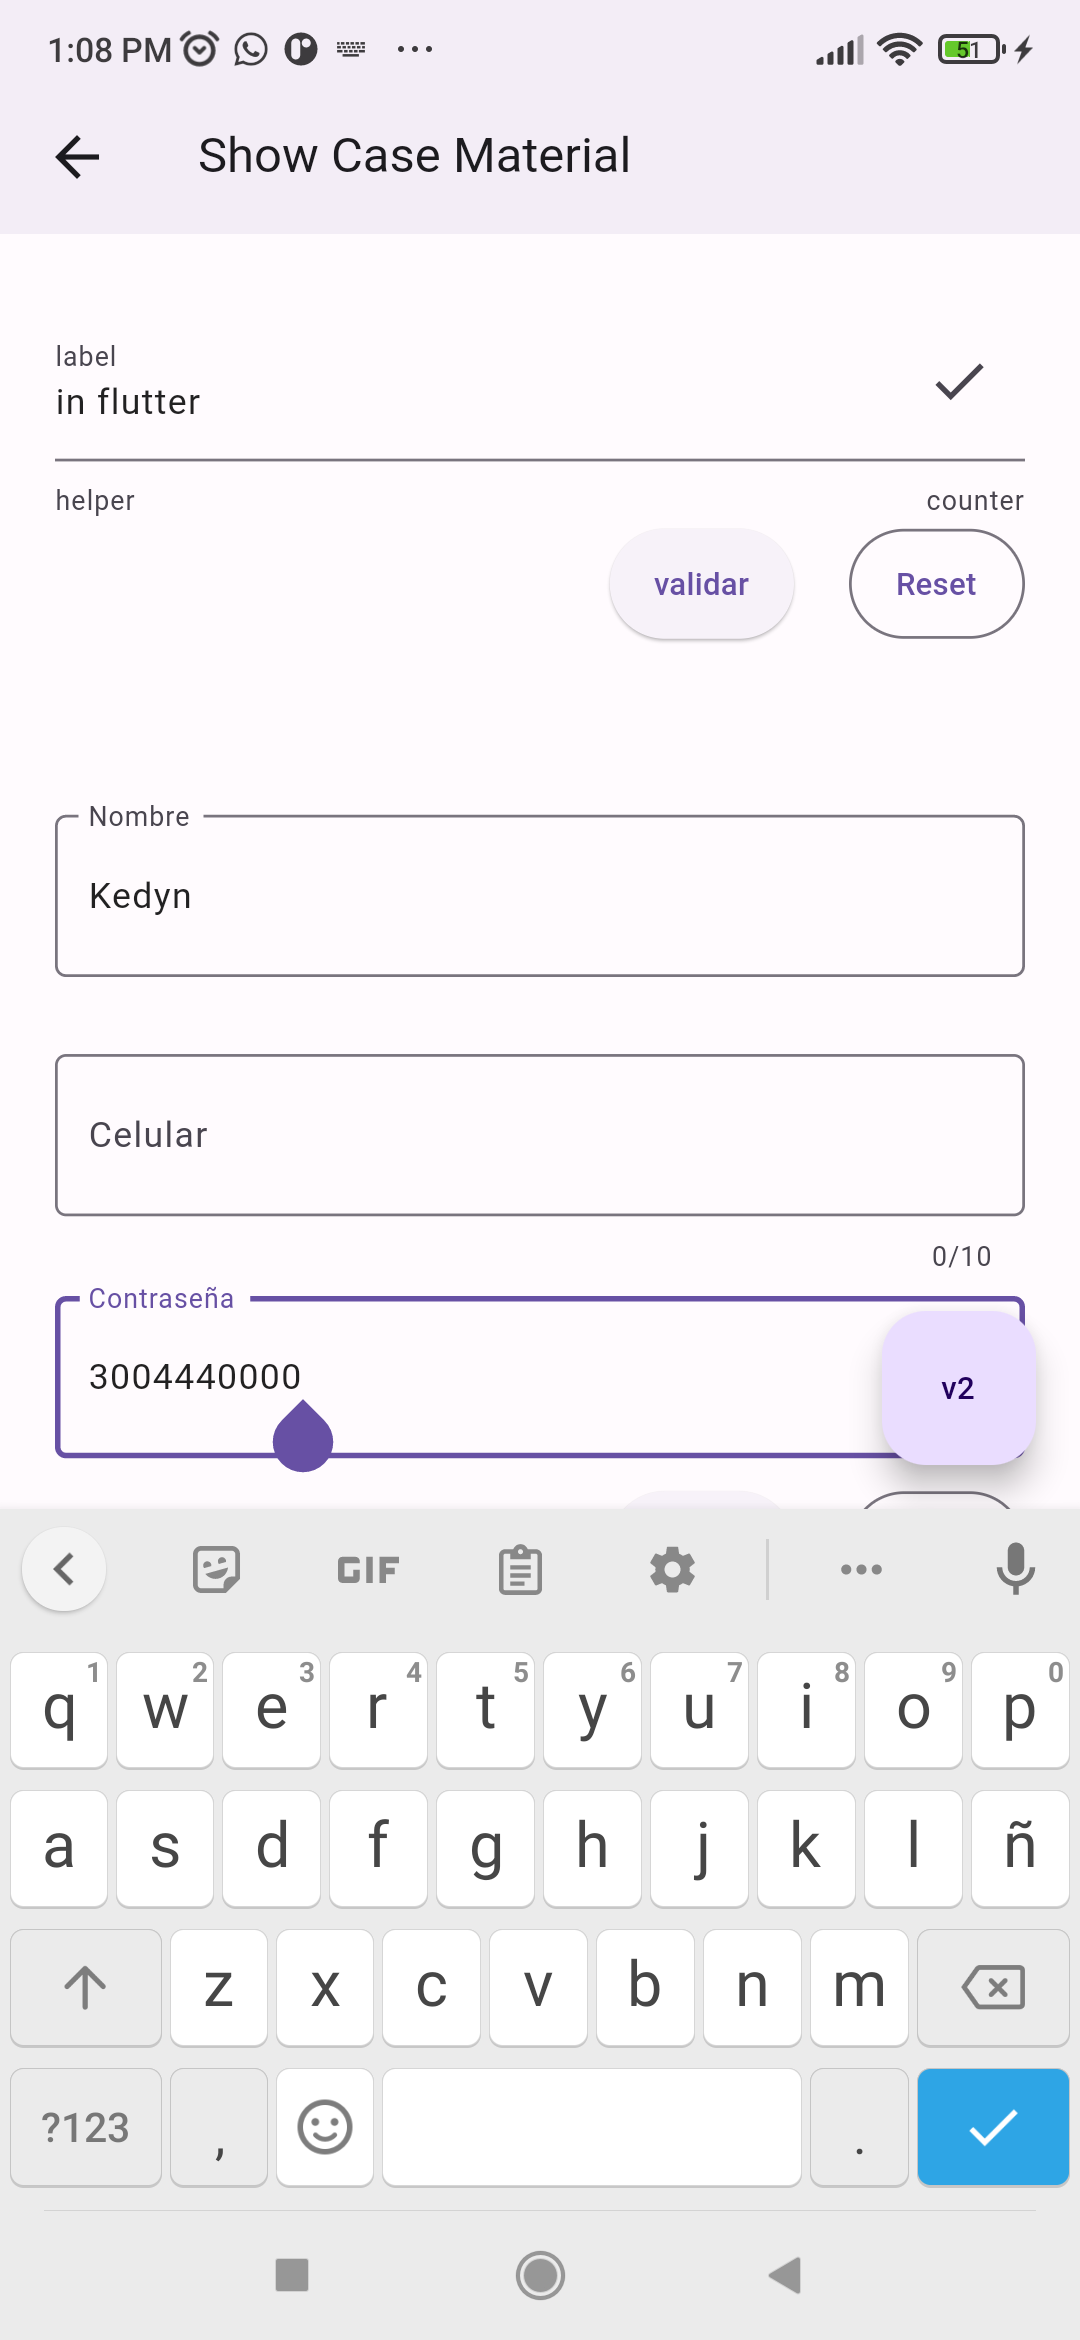 1:08 PM
51
Show Case Material
label
in flutter
helper
counter
validar
Reset
Nombre
Kedyn
Celular
0/10
Contraseña
3004440000
v2
GIF
1 2 3 4 5 6 7 8 9 0
q w e r t y u i o p
a s d f g h j k l ñ
z x c v b n m
?123 , .